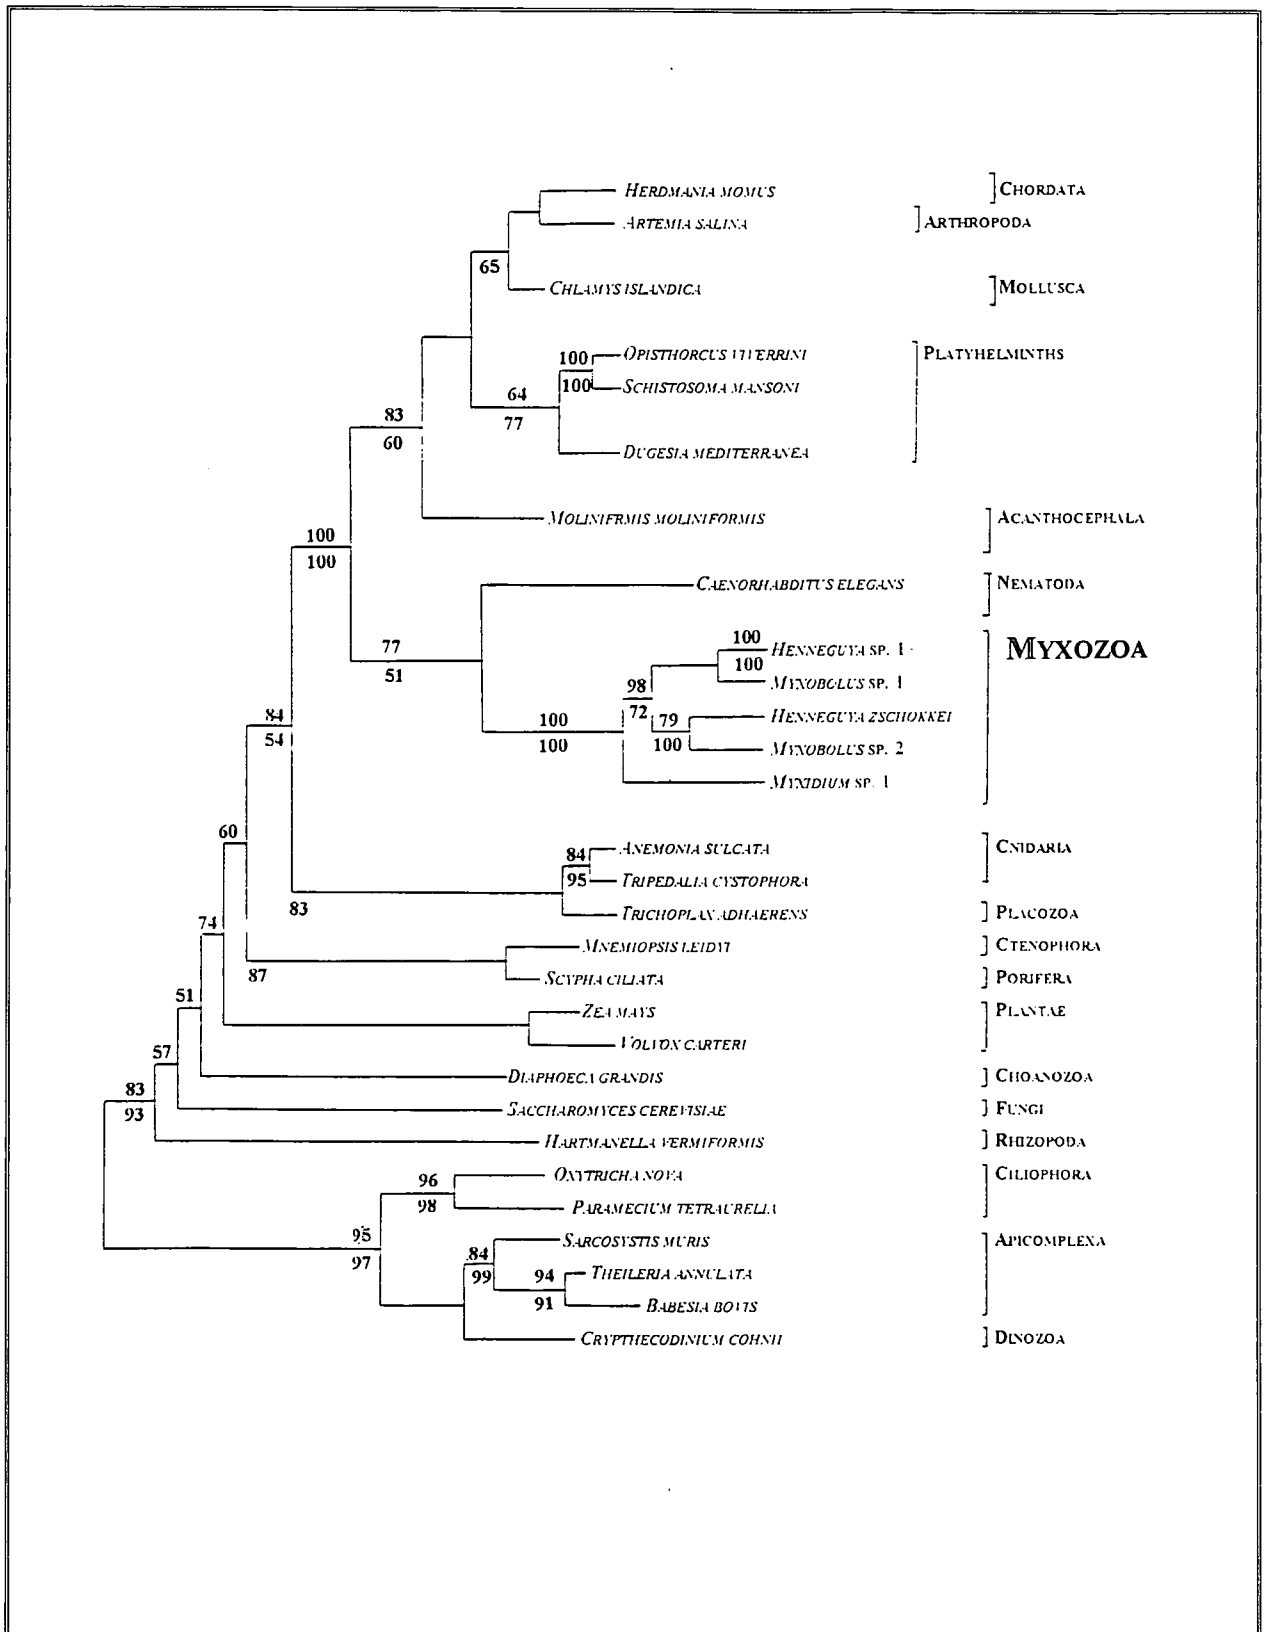 HERDMANIA MOMUS ] CHORDATA
ARTEMIA SALINA ] ARTHROPODA
65
CHLAMYS ISLANDICA ] MOLLUSCA
100 OPISTHORCUS VIVERRINI PLATYHELMINTHS
100 SCHISTOSOMA MANSONI
64
77
83
60
DUGESIA MEDITERRANEA
MOLINIFRMIS MOLINIFORMIS ACANTHOCEPHALA
100
100
CAENORHABDITUS ELEGANS NEMATODA
77
51
100
100
HENNEGUYA SP. 1 MYXOZOA
MYXOBOLUS SP. 1
98
72
79
100
HENNEGUYA ZSCHOKKEI
100
100
MYXOBOLUS SP. 2
MYXIDIUM SP. 1
84
54
60
84
95
ANEMONIA SULCATA CNIDARIA
TRIPEDALIA CYSTOPHORA
83
TRICHOPLAX ADHAERENS ] PLACOZOA
74
MNEMIOPSIS LEIDYI ] CTENOPHORA
87
SCYPHA CILIATA ] PORIFERA
51
ZEA MAYS PLANTAE
VOLVOX CARTERI
57
DIAPHOECA GRANDIS ] CHOANOZOA
83
93
SACCHAROMYCES CEREVISIAE ] FUNGI
HARTMANELLA VERMIFORMIS ] RHIZOPODA
96
98
OXYTRICHA NOVA CILIOPHORA
PARAMECIUM TETRAURELIA
95
97
84
99
SARCOSYSTIS MURIS APICOMPLEXA
94
91
THEILERIA ANNULATA
BABESIA BOVIS
CRYPTHECODINIUM COHNII ] DINOZOA